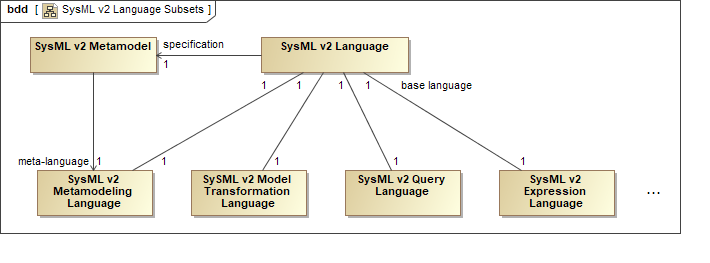 bdd [ SysML v2 Language Subsets ]
SysML v2 Metamodel
specification
1
SysML v2 Language
base language
1
1
1
1
meta-language
1
1
1
1
1
SysML v2
Metamodeling
Language
SySML v2 Model
Transformation
Language
SysML v2 Query
Language
SysML v2
Expression
Language
...